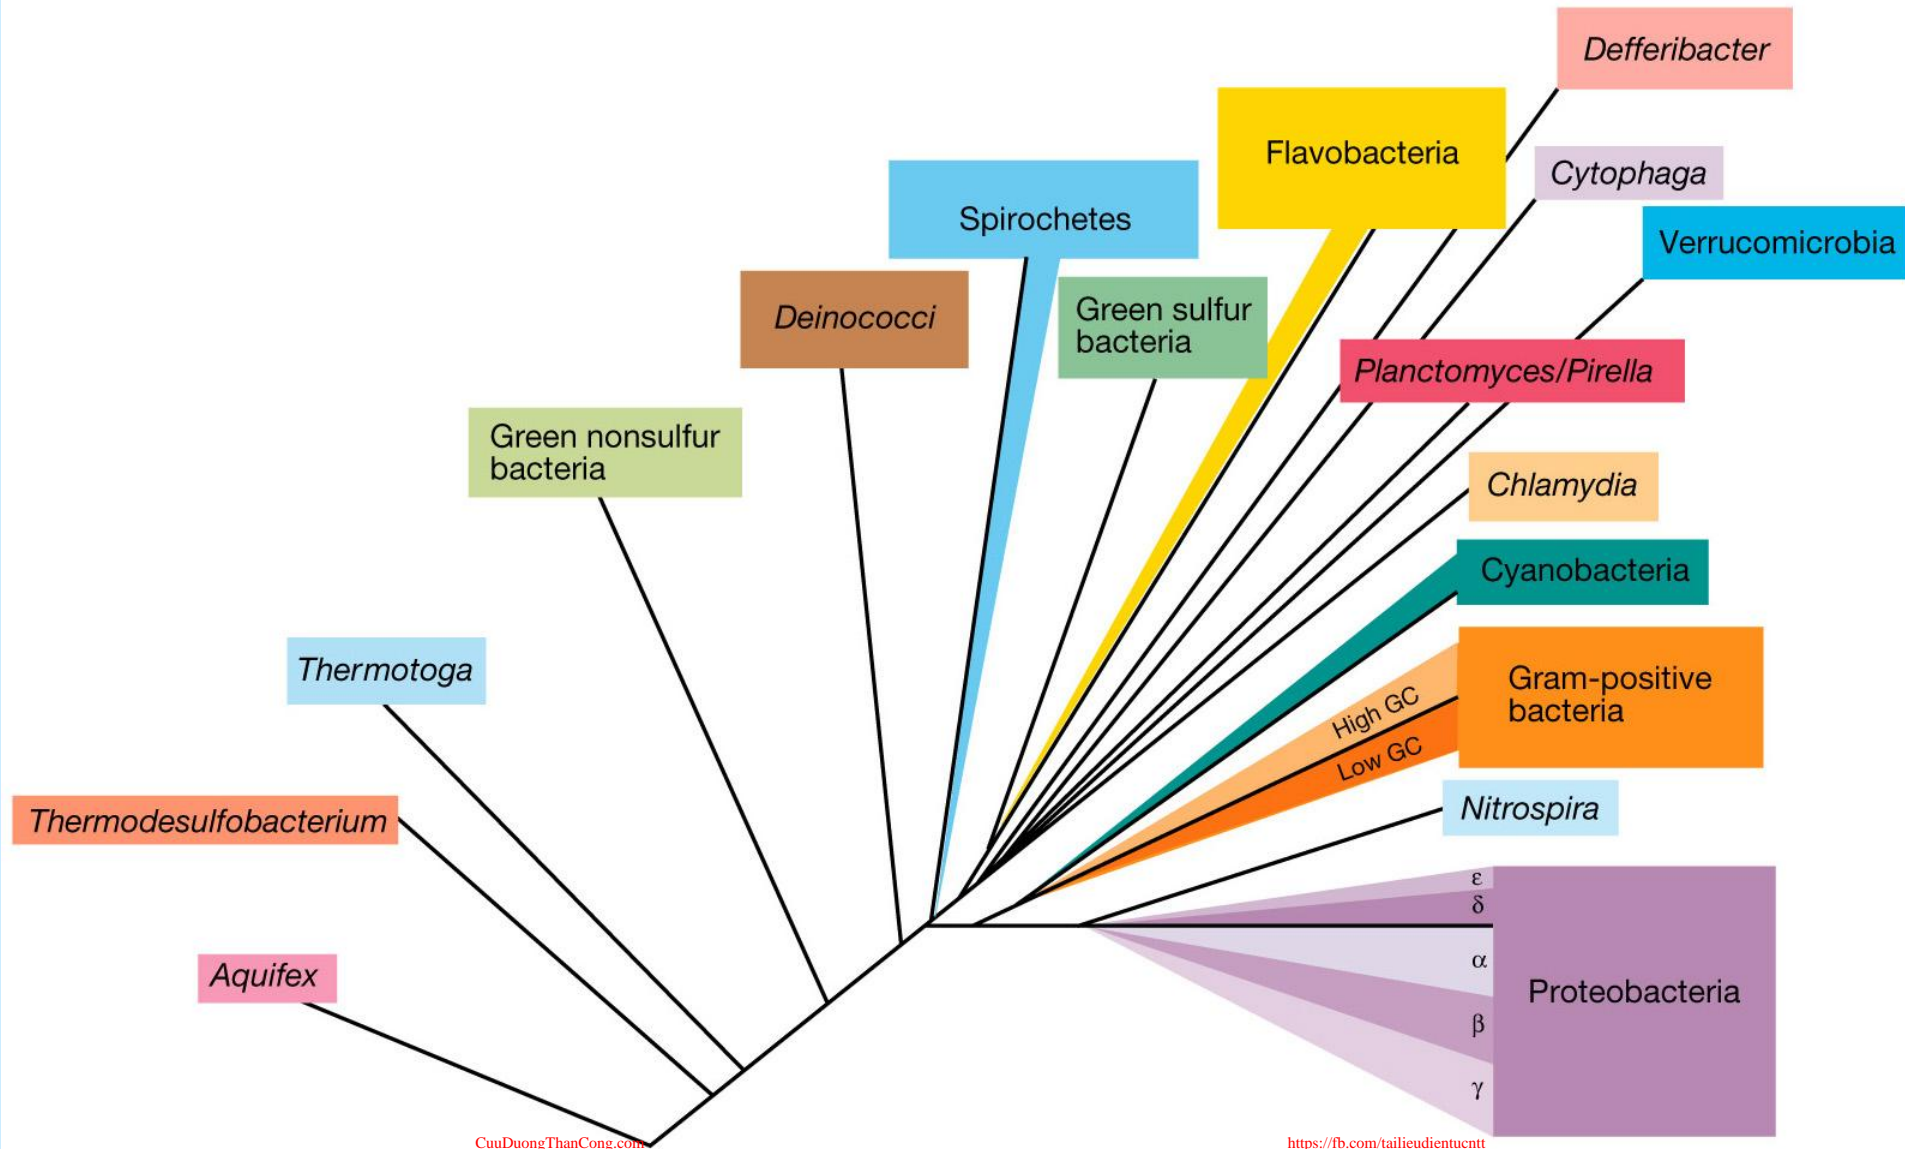 Defferibacter
Flavobacteria
Cytophaga
Spirochetes
Verrucomicrobia
Deinococci
Green sulfur
bacteria
Planctomyces/Pirella
Green nonsulfur
bacteria
Chlamydia
Cyanobacteria
Thermotoga
High GC
Gram-positive
bacteria
Low GC
Thermodesulfobacterium
Nitrospira
ε
δ
Aquifex
α
Proteobacteria
β
γ
CuuDuongThanCong.com
https://fb.com/tailieudientucntt